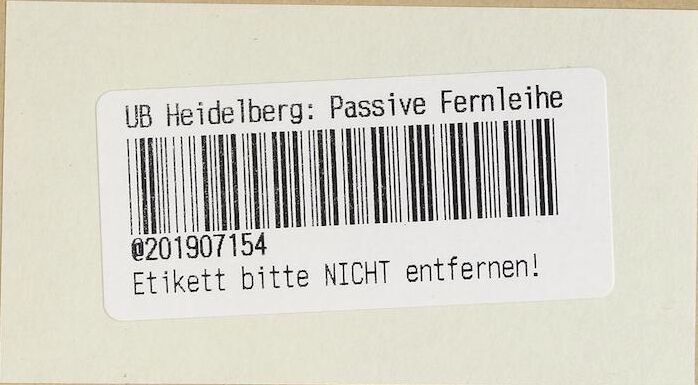 UB Heidelberg: Passive Fernleihe
@201907154
Etikett bitte NICHT entfernen!